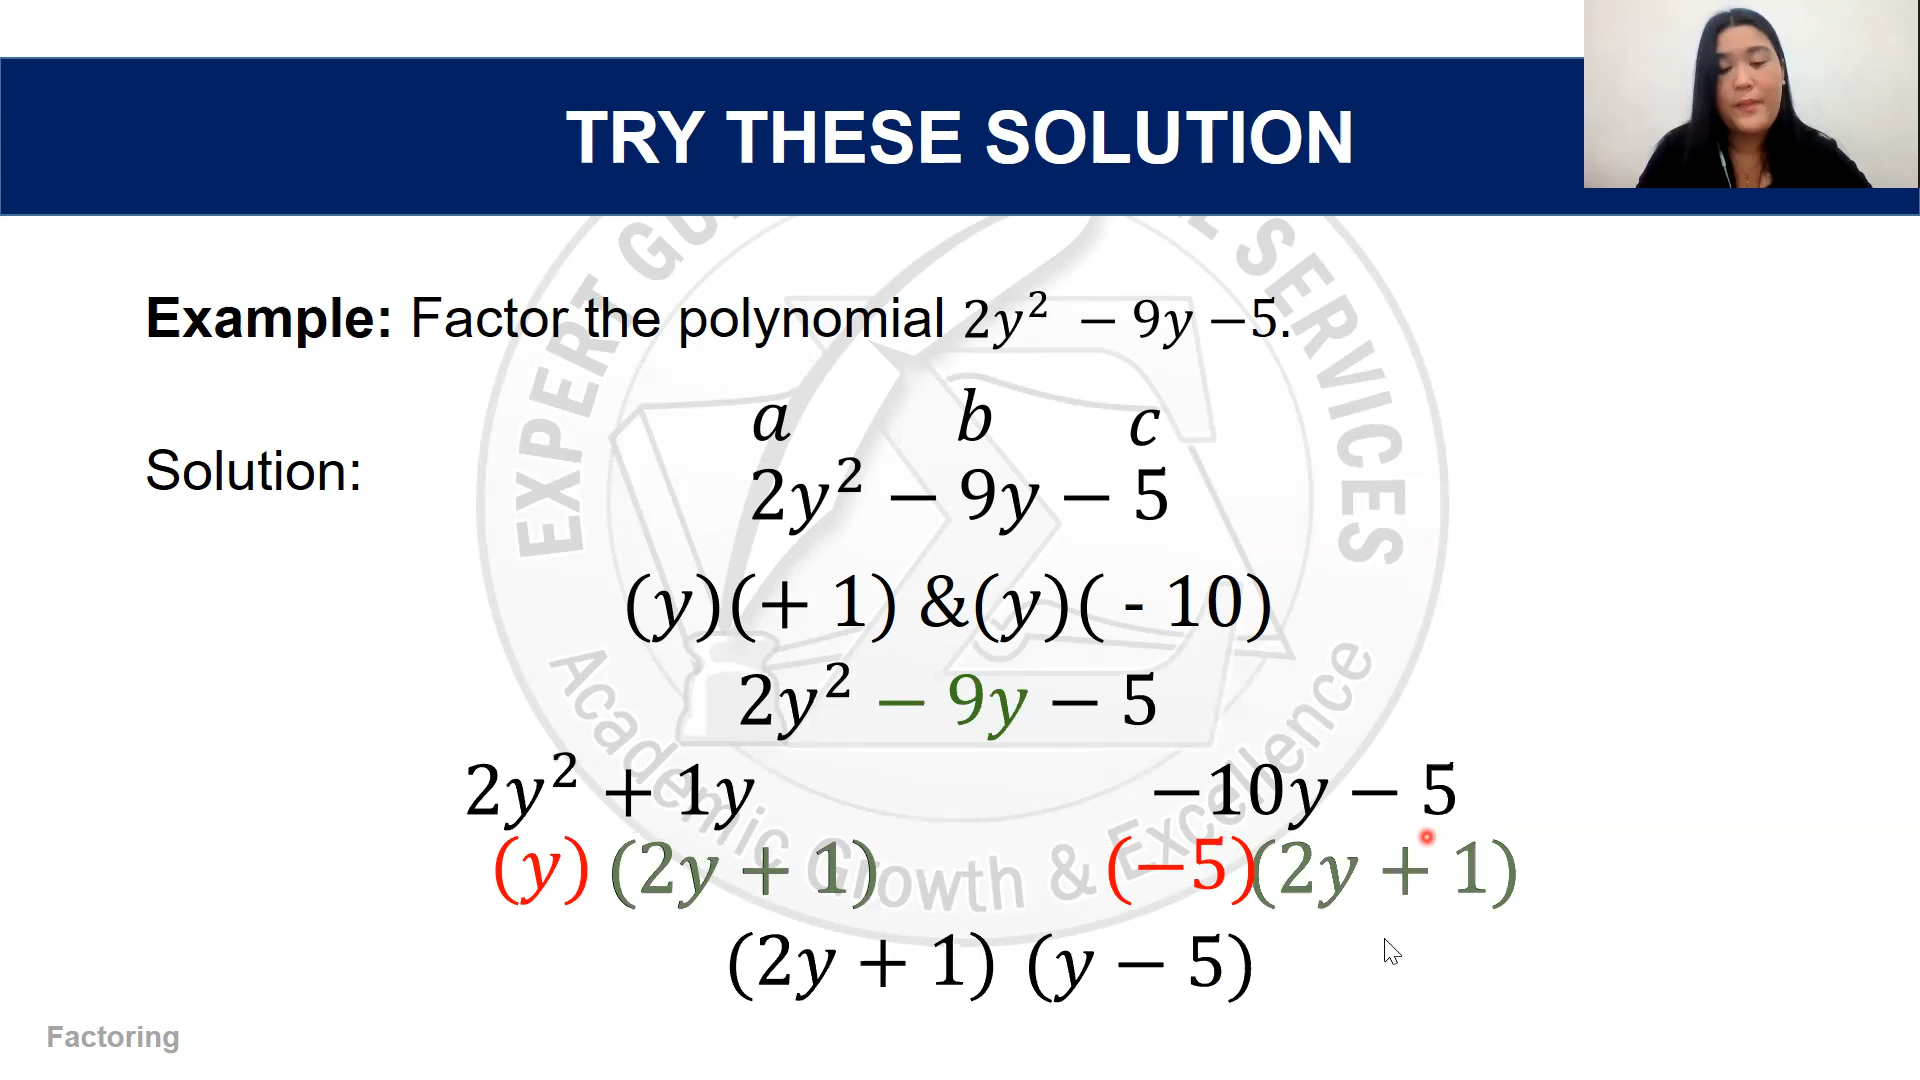 TRY THESE SOLUTION
Example: Factor the polynomial 2y² − 9y −5.
a b c
Solution:
2y² − 9y − 5
(y)(+ 1) &(y)( - 10)
2y² − 9y − 5
2y² + 1y −10y − 5
(y) (2y + 1) (−5)(2y + 1)
(2y + 1) (y − 5)
Factoring
EXPERT GU
E SERVICES
Academic Growth & Excellence